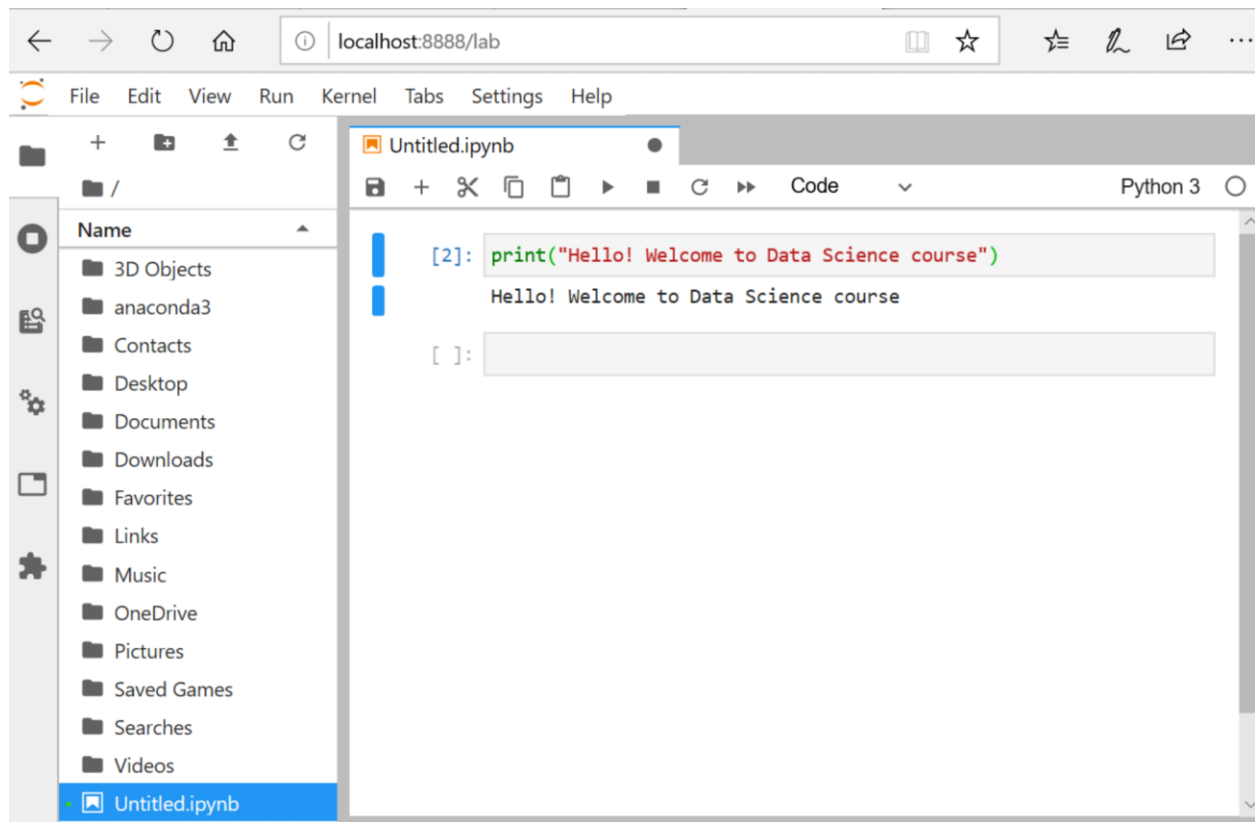 localhost:8888/lab
File Edit View Run Kernel Tabs Settings Help
Untitled.ipynb
/
Code Python 3
Name
3D Objects
anaconda3
Contacts
Desktop
Documents
Downloads
Favorites
Links
Music
OneDrive
Pictures
Saved Games
Searches
Videos
Untitled.ipynb
[2]: print("Hello! Welcome to Data Science course")
Hello! Welcome to Data Science course
[ ]: